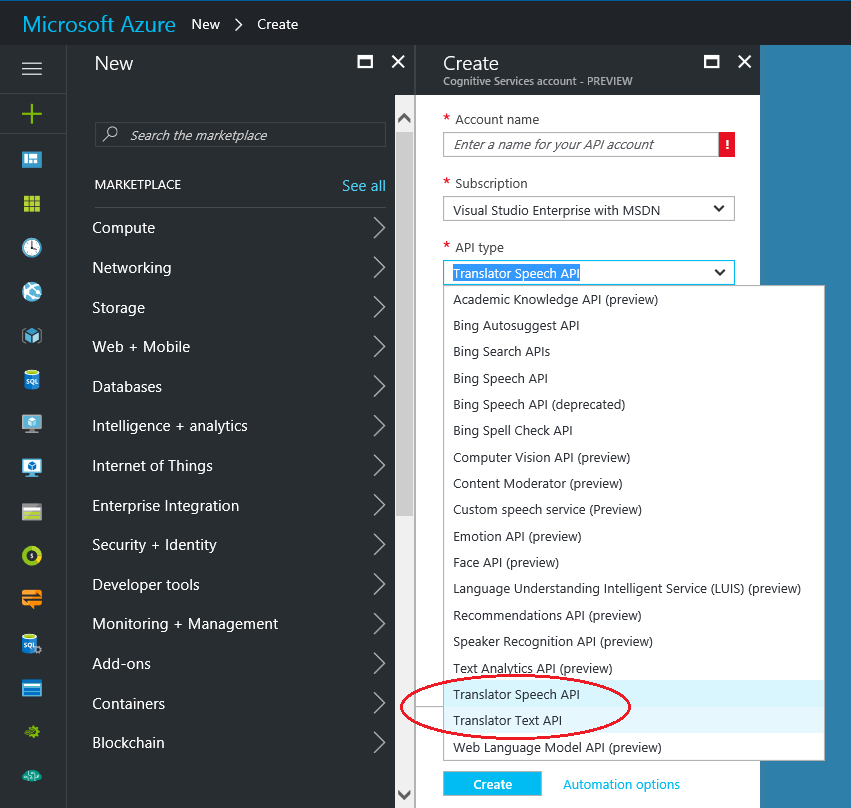 Microsoft Azure New > Create
New
Search the marketplace
MARKETPLACE See all
Compute
Networking
Storage
Web + Mobile
Databases
Intelligence + analytics
Internet of Things
Enterprise Integration
Security + Identity
Developer tools
Monitoring + Management
Add-ons
Containers
Blockchain
Create
Cognitive Services account - PREVIEW
* Account name
Enter a name for your API account !
* Subscription
Visual Studio Enterprise with MSDN
* API type
Translator Speech API
Academic Knowledge API (preview)
Bing Autosuggest API
Bing Search APIs
Bing Speech API
Bing Speech API (deprecated)
Bing Spell Check API
Computer Vision API (preview)
Content Moderator (preview)
Custom speech service (Preview)
Emotion API (preview)
Face API (preview)
Language Understanding Intelligent Service (LUIS) (preview)
Recommendations API (preview)
Speaker Recognition API (preview)
Text Analytics API (preview)
Translator Speech API
Translator Text API
Web Language Model API (preview)
Create Automation options